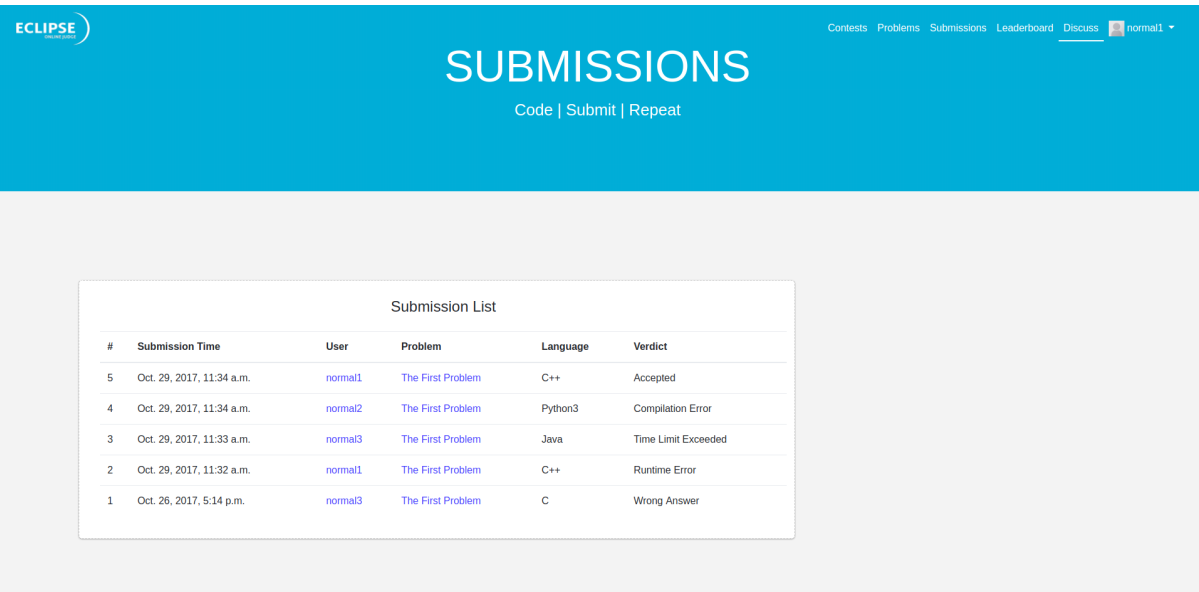 ECLIPSE
ONLINE JUDGE
Contests Problems Submissions Leaderboard Discuss normal1
SUBMISSIONS
Code | Submit | Repeat
Submission List
# Submission Time User Problem Language Verdict
5 Oct. 29, 2017, 11:34 a.m. normal1 The First Problem C++ Accepted
4 Oct. 29, 2017, 11:34 a.m. normal2 The First Problem Python3 Compilation Error
3 Oct. 29, 2017, 11:33 a.m. normal3 The First Problem Java Time Limit Exceeded
2 Oct. 29, 2017, 11:32 a.m. normal1 The First Problem C++ Runtime Error
1 Oct. 26, 2017, 5:14 p.m. normal3 The First Problem C Wrong Answer